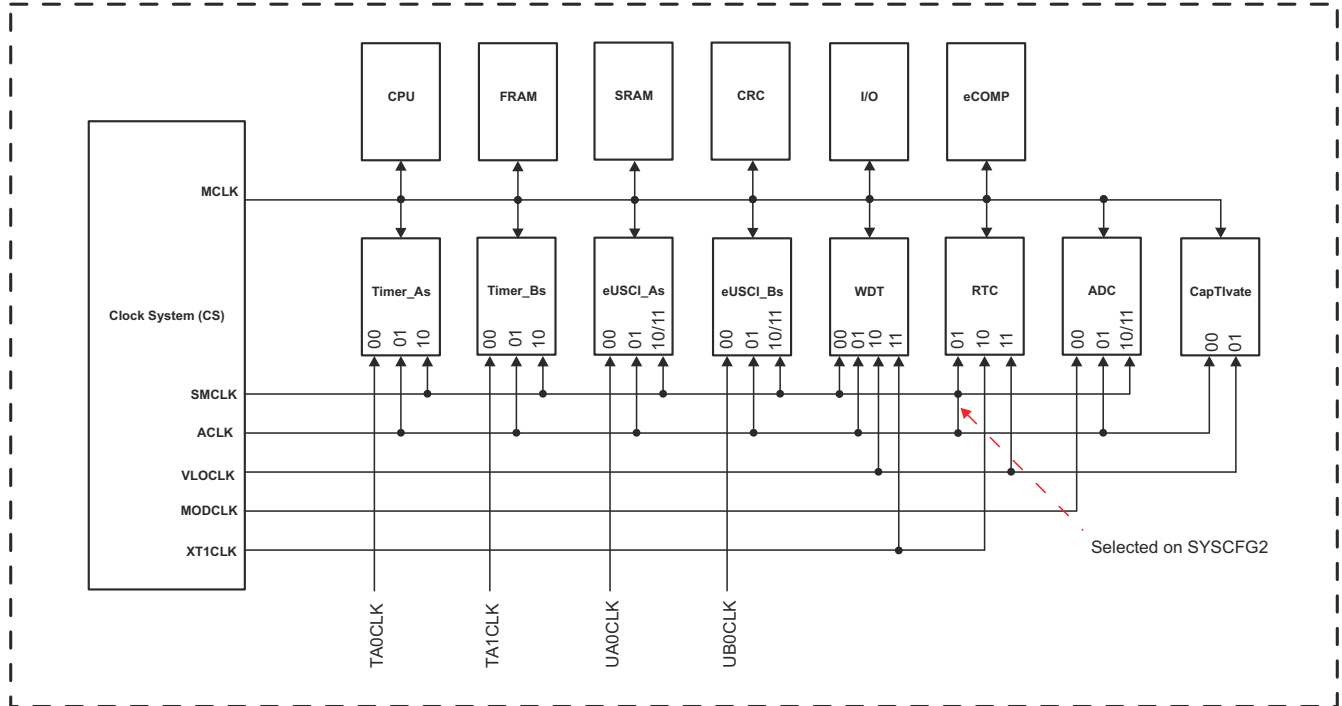 CPU
FRAM
SRAM
CRC
I/O
eCOMP
MCLK
Timer_As
Timer_Bs
eUSCI_As
eUSCI_Bs
WDT
RTC
ADC
CapTIvate
Clock System (CS)
00 01 10
00 01 10
00 01 10/11
00 01 10/11
00 01 10 11
01 10 11
00 01 10/11
00 01
SMCLK
ACLK
VLOCLK
MODCLK
XT1CLK
Selected on SYSCFG2
TA0CLK
TA1CLK
UA0CLK
UB0CLK